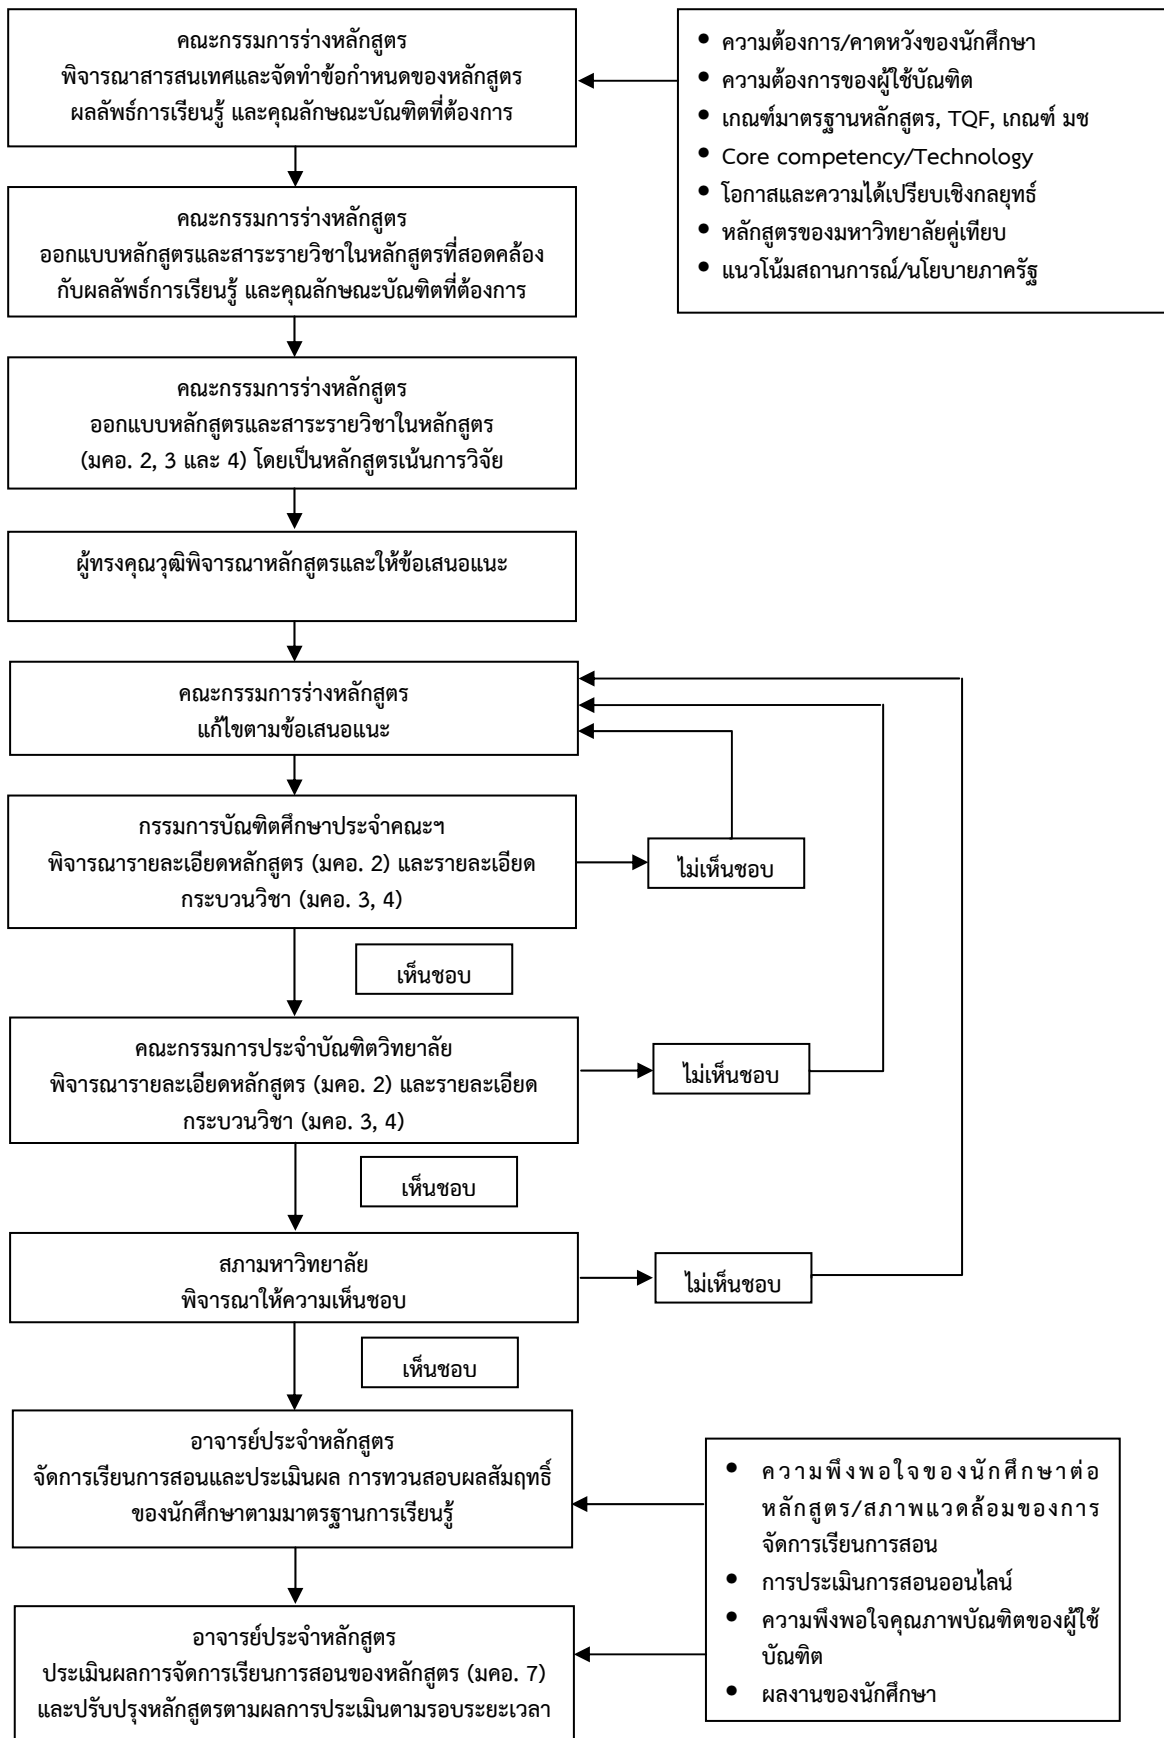 คณะกรรมการร่างหลักสูตร
พิจารณาสารสนเทศและจัดทำข้อกำหนดของหลักสูตร
ผลลัพธ์การเรียนรู้ และคุณลักษณะบัณฑิตที่ต้องการ
• ความต้องการ/คาดหวังของนักศึกษา
• ความต้องการของผู้ใช้บัณฑิต
• เกณฑ์มาตรฐานหลักสูตร, TQF, เกณฑ์ มช
• Core competency/Technology
• โอกาสและความได้เปรียบเชิงกลยุทธ์
• หลักสูตรของมหาวิทยาลัยคู่เทียบ
• แนวโน้มสถานการณ์/นโยบายภาครัฐ
คณะกรรมการร่างหลักสูตร
ออกแบบหลักสูตรและสาระรายวิชาในหลักสูตรที่สอดคล้อง
กับผลลัพธ์การเรียนรู้ และคุณลักษณะบัณฑิตที่ต้องการ
คณะกรรมการร่างหลักสูตร
ออกแบบหลักสูตรและสาระรายวิชาในหลักสูตร
(มคอ. 2, 3 และ 4) โดยเป็นหลักสูตรเน้นการวิจัย
ผู้ทรงคุณวุฒิพิจารณาหลักสูตรและให้ข้อเสนอแนะ
คณะกรรมการร่างหลักสูตร
แก้ไขตามข้อเสนอแนะ
กรรมการบัณฑิตศึกษาประจำคณะฯ
พิจารณารายละเอียดหลักสูตร (มคอ. 2) และรายละเอียด
กระบวนวิชา (มคอ. 3, 4)
ไม่เห็นชอบ
เห็นชอบ
คณะกรรมการประจำบัณฑิตวิทยาลัย
พิจารณารายละเอียดหลักสูตร (มคอ. 2) และรายละเอียด
กระบวนวิชา (มคอ. 3, 4)
ไม่เห็นชอบ
เห็นชอบ
สภามหาวิทยาลัย
พิจารณาให้ความเห็นชอบ
ไม่เห็นชอบ
เห็นชอบ
อาจารย์ประจำหลักสูตร
จัดการเรียนการสอนและประเมินผล การทวนสอบผลสัมฤทธิ์
ของนักศึกษาตามมาตรฐานการเรียนรู้
• ความพึงพอใจของนักศึกษาต่อ
หลักสูตร/สภาพแวดล้อมของการ
จัดการเรียนการสอน
• การประเมินการสอนออนไลน์
• ความพึงพอใจคุณภาพบัณฑิตของผู้ใช้
บัณฑิต
• ผลงานของนักศึกษา
อาจารย์ประจำหลักสูตร
ประเมินผลการจัดการเรียนการสอนของหลักสูตร (มคอ. 7)
และปรับปรุงหลักสูตรตามผลการประเมินตามรอบระยะเวลา